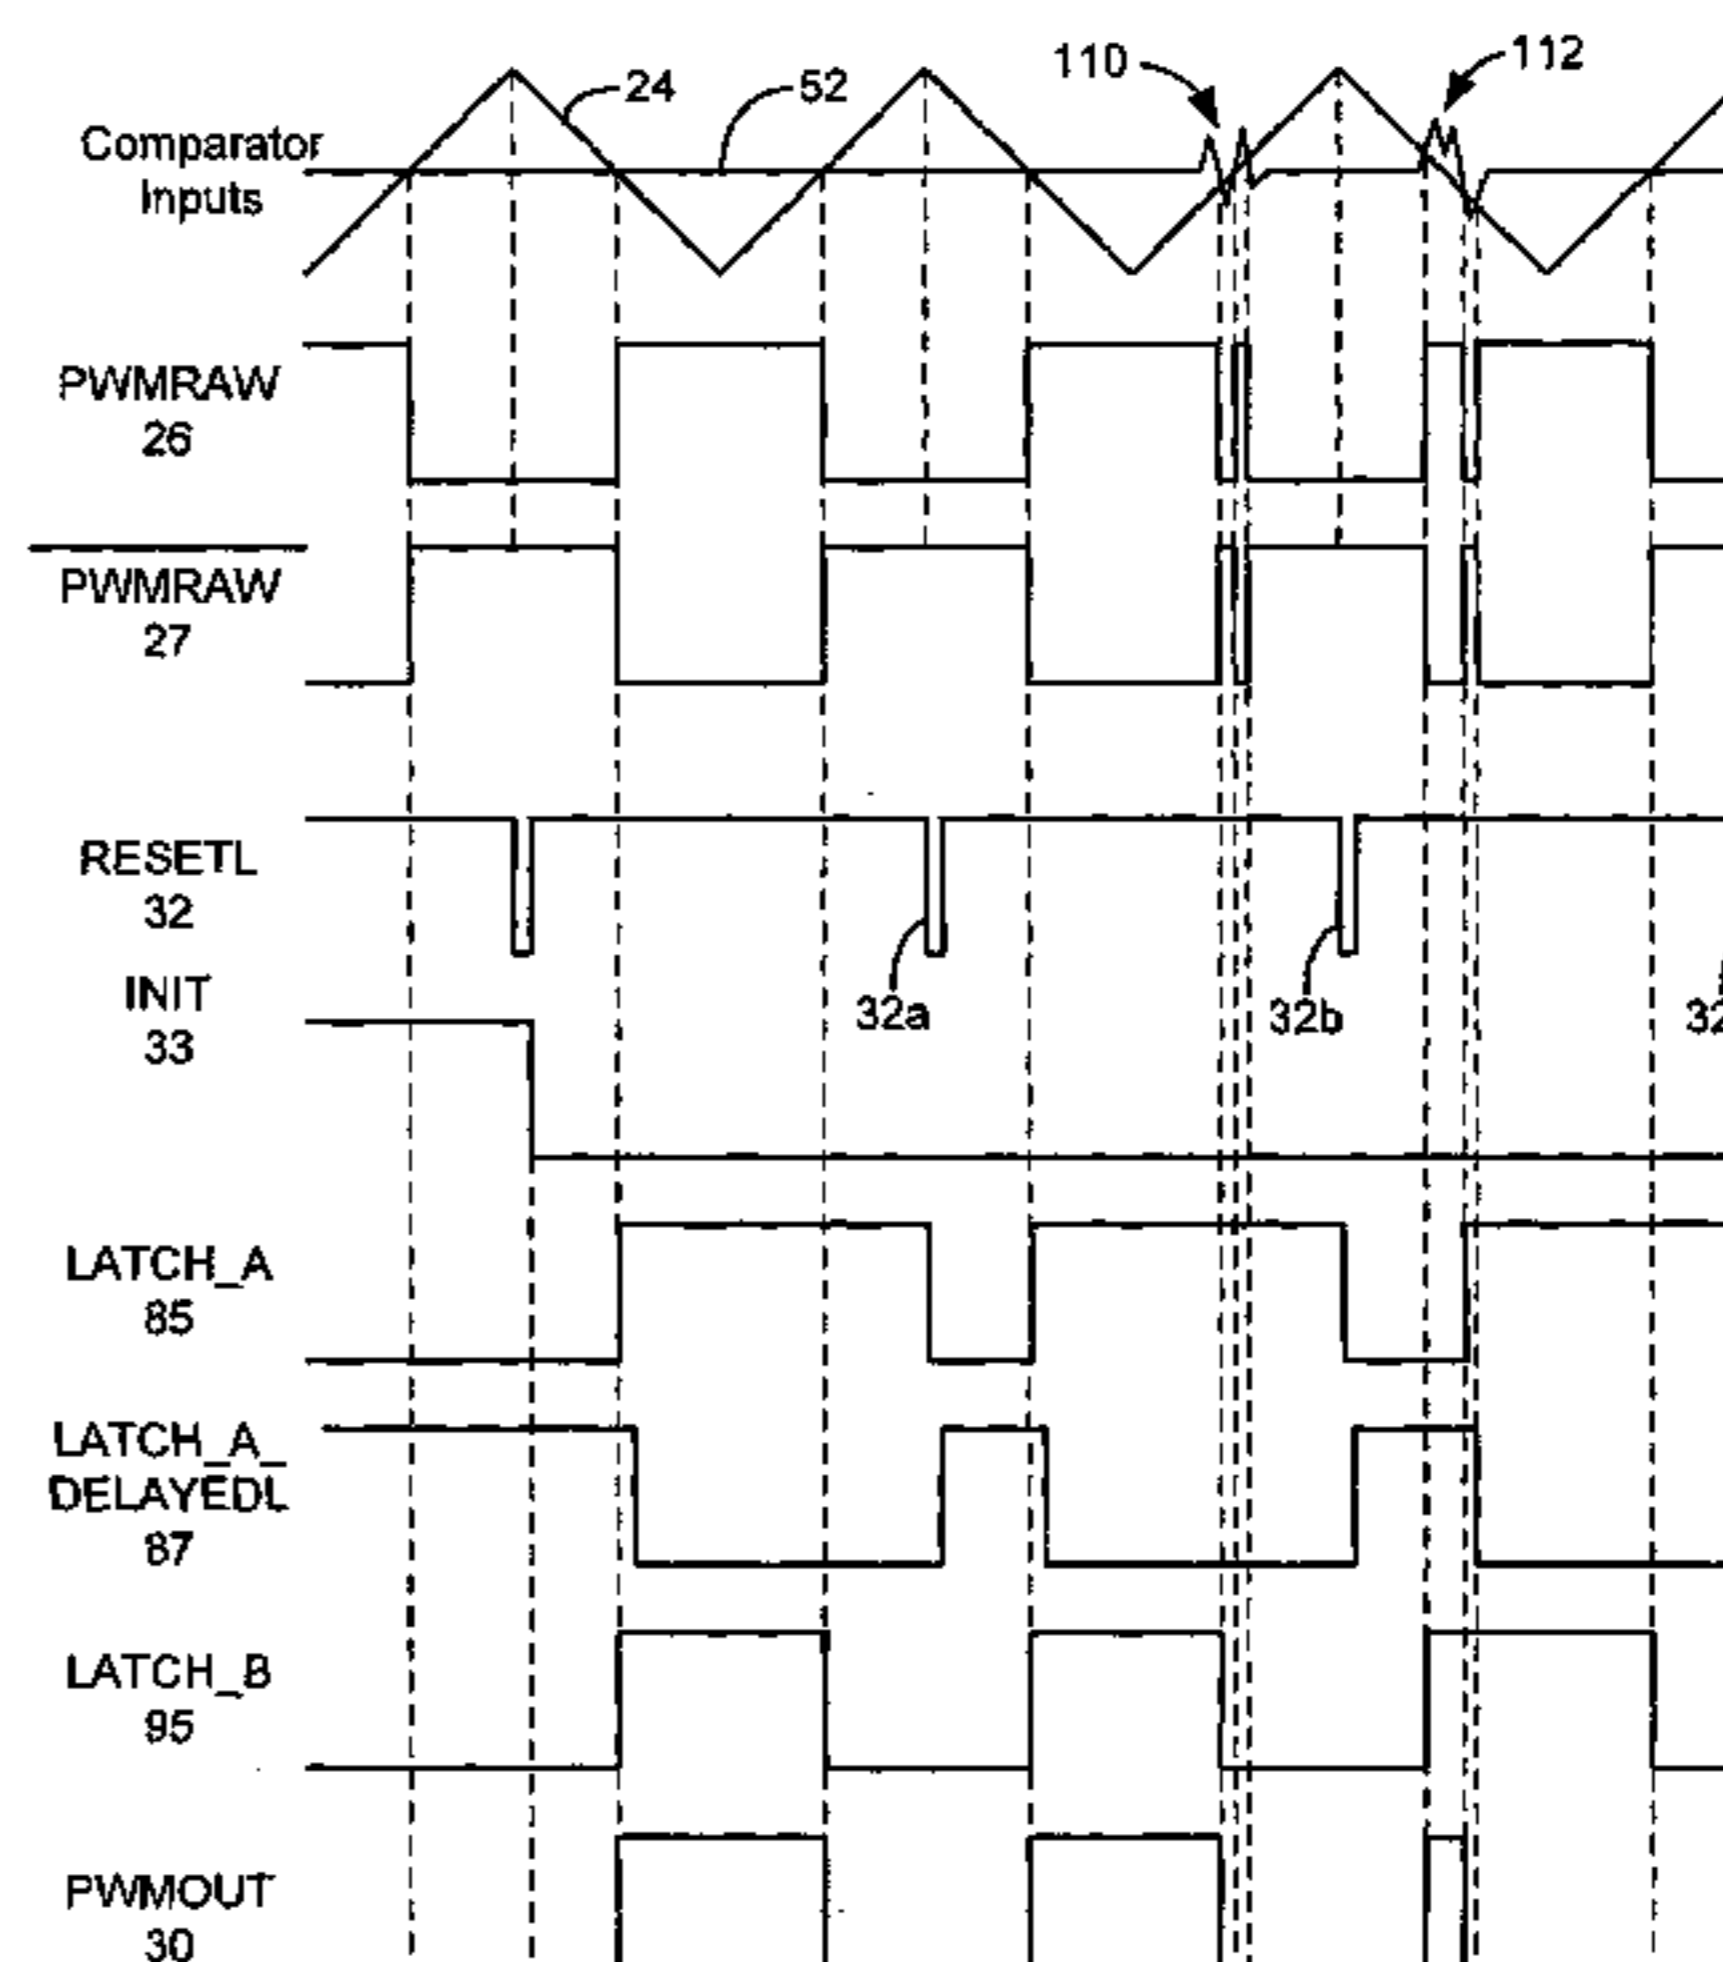 110
112
24
52
Comparator
Inputs
PWMRAW
26
PWMRAW
27
RESETL
32
32a
32b
32
INIT
33
LATCH_A
85
LATCH_A_
DELAYEDL
87
LATCH_B
95
PWMOUT
30